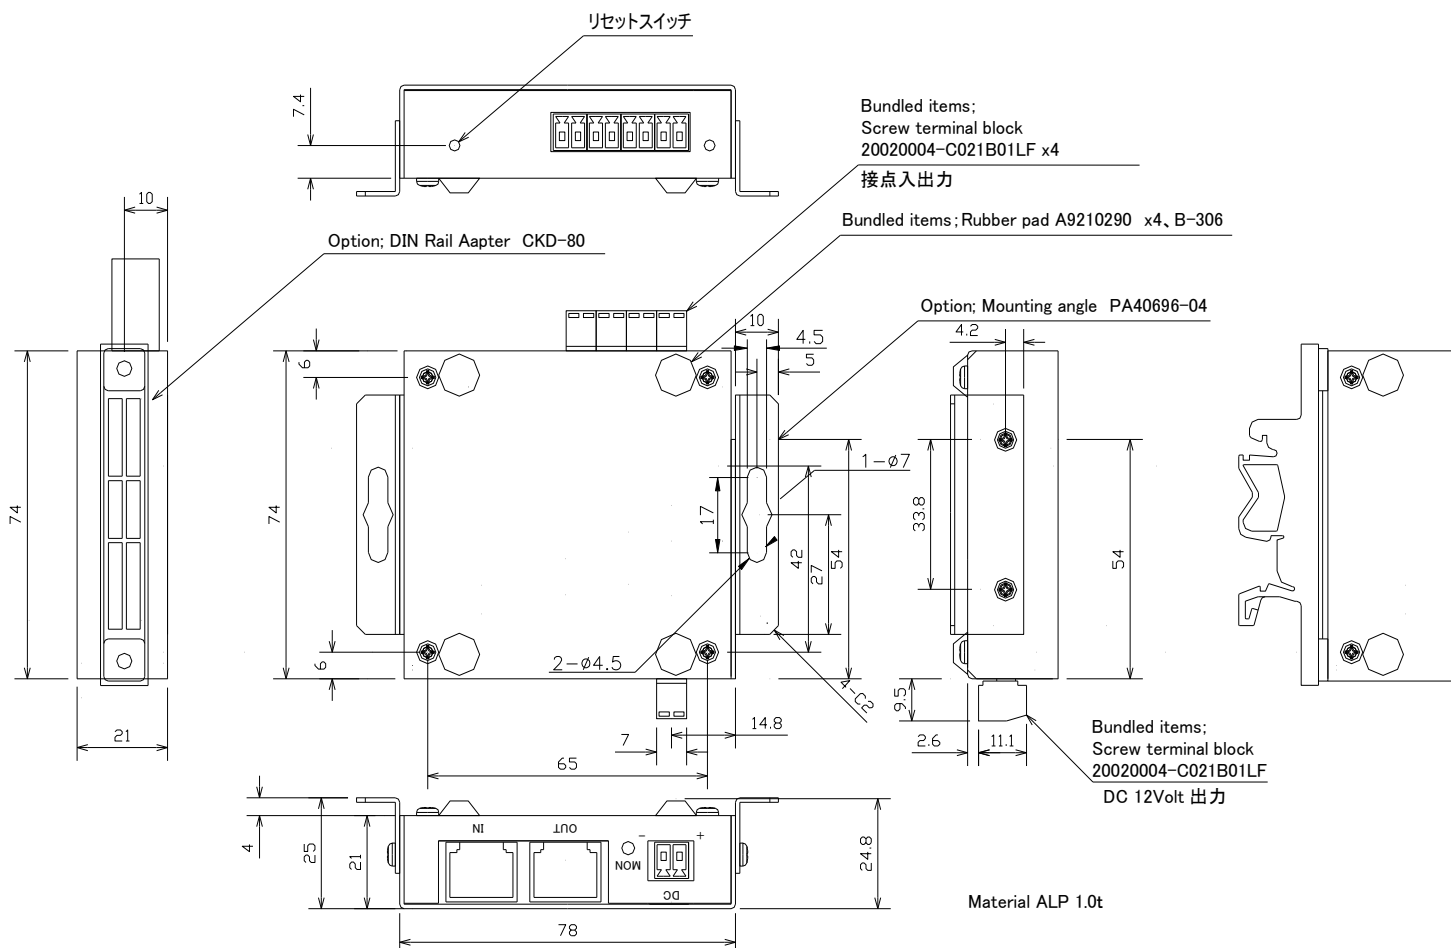 リセットスイッチ
7.4
Bundled items;
Screw terminal block
20020004-C021B01LF x4
接点入出力
10
Option; DIN Rail Aapter CKD-80
Bundled items; Rubber pad A9210290 x4、B-306
Option; Mounting angle PA40696-04
10
4.5
5
4.2
6
74
74
1-φ7
17
42
27
54
33.8
54
6
2-φ4.5
4-C2
9.5
21
7
14.8
65
2.6
11.1
Bundled items;
Screw terminal block
20020004-C021B01LF
DC 12Volt 出力
4
25
21
IN
OUT
MON
-
+
DC
24.8
78
Material ALP 1.0t